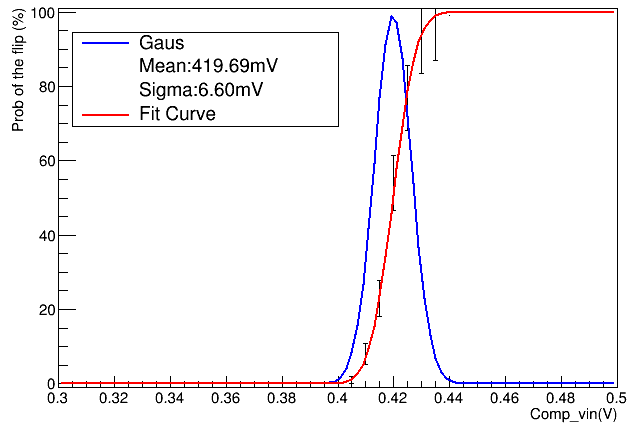 Prob of the flip (%)
100
80
60
40
20
0
Gaus
Mean:419.69mV
Sigma:6.60mV
Fit Curve
0.3 0.32 0.34 0.36 0.38 0.4 0.42 0.44 0.46 0.48 0.5
Comp_vin(V)